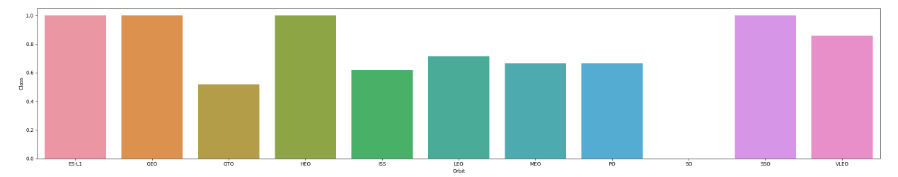 1.0
0.8
0.6
0.4
0.2
0.0
Class
ES-L1 GEO GTO HEO ISS LEO MEO PO SO SSO VLEO
Orbit